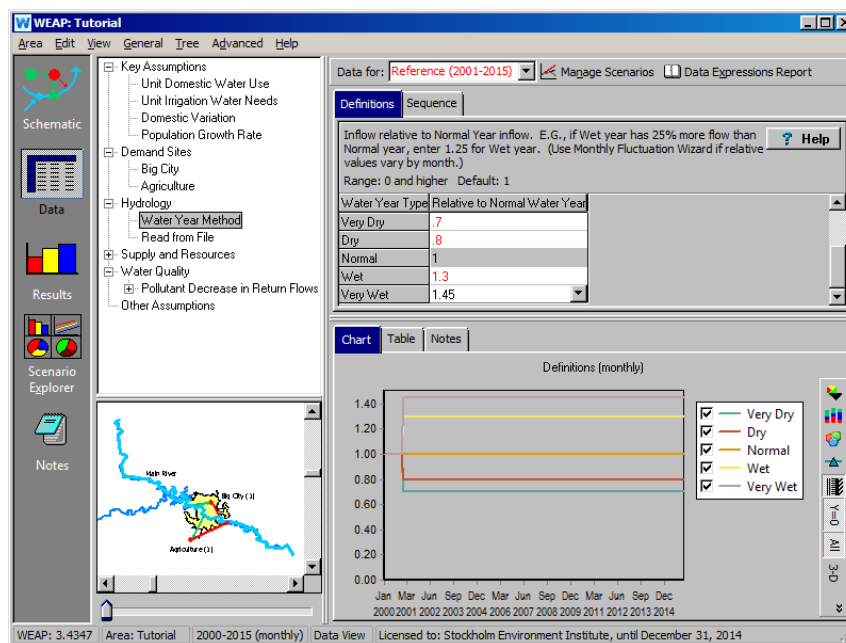 WEAP: Tutorial
Area Edit View General Tree Advanced Help
Schematic
Data
Results
Scenario
Explorer
Notes
Key Assumptions
Unit Domestic Water Use
Unit Irrigation Water Needs
Domestic Variation
Population Growth Rate
Demand Sites
Big City
Agriculture
Hydrology
Water Year Method
Read from File
Supply and Resources
Water Quality
Pollutant Decrease in Return Flows
Other Assumptions
Main River
Big City (1)
Agriculture (1)
Data for: Reference (2001-2015) Manage Scenarios Data Expressions Report
Definitions Sequence
Inflow relative to Normal Year inflow. E.G., if Wet year has 25% more flow than
Normal year, enter 1.25 for Wet year. (Use Monthly Fluctuation Wizard if relative
values vary by month.)
Range: 0 and higher Default: 1
? Help
Water Year Type Relative to Normal Water Year
Very Dry .7
Dry .8
Normal 1
Wet 1.3
Very Wet 1.45
Chart Table Notes
Definitions (monthly)
1.40
1.20
1.00
0.80
0.60
0.40
0.20
0.00
Jan Mar Jun Sep Dec Mar Jun Sep Dec Mar Jun Sep Dec
2000 2001 2002 2003 2004 2006 2007 2008 2009 2011 2012 2013 2014
Very Dry
Dry
Normal
Wet
Very Wet
Y=0
All
3-D
WEAP: 3.4347 Area: Tutorial 2000-2015 (monthly) Data View Licensed to: Stockholm Environment Institute, until December 31, 2014